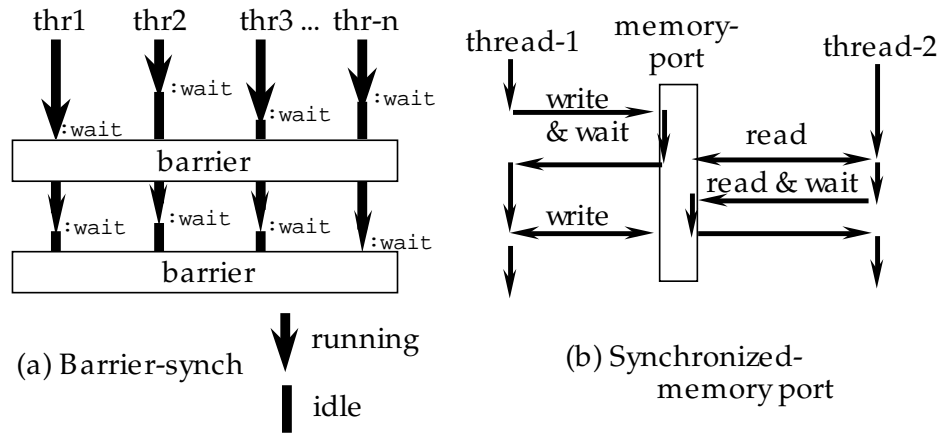 thr1 thr2 thr3 ... thr-n
:wait
:wait
:wait
:wait
barrier
:wait
:wait
:wait
:wait
barrier
running
(a) Barrier-synch
idle
thread-1
memory-
port
thread-2
write
& wait
read
read & wait
write
(b) Synchronized-
memory port